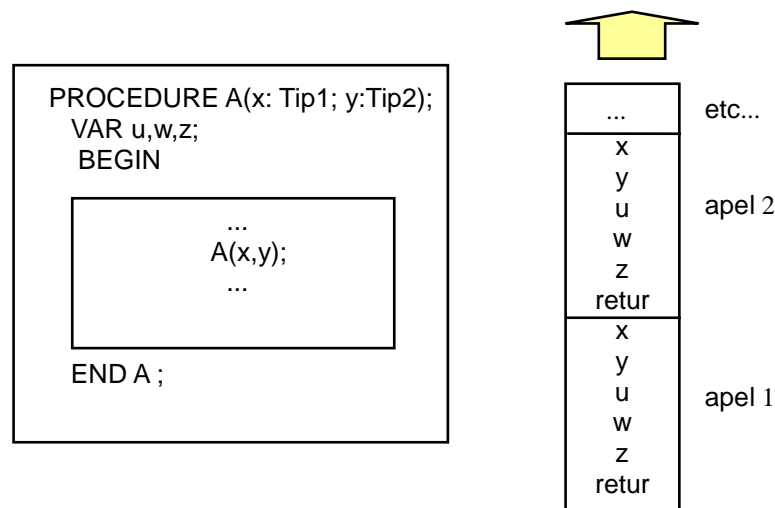 PROCEDURE A(x: Tip1; y:Tip2);
VAR u,w,z;
BEGIN
...
A(x,y);
...
END A ;
...
etc...
x
y
u
w
z
retur
apel 2
x
y
u
w
z
retur
apel 1